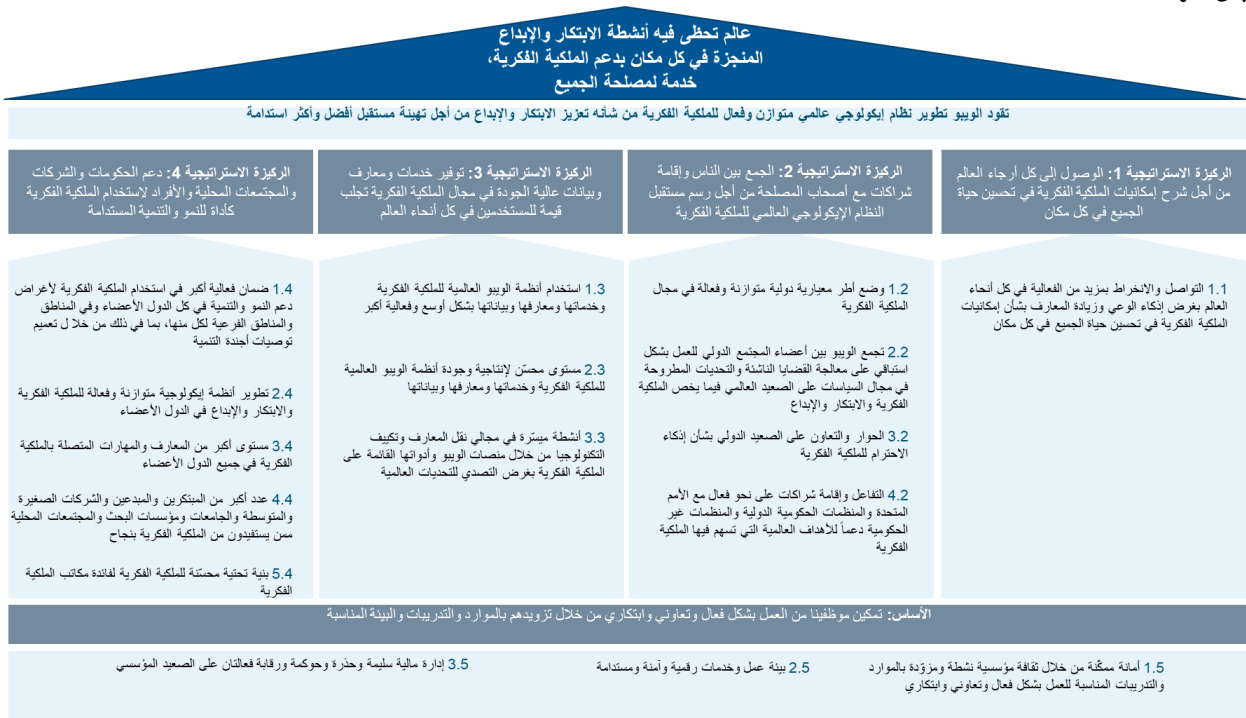 عالم تحظى فيه أنشطة الابتكار والإبداع
المنجزة في كل مكان بدعم الملكية الفكرية،
خدمة لمصلحة الجميع
تقود الويبو تطوير نظام إيكولوجي عالمي متوازن وفعال للملكية الفكرية من شأنه تعزيز الابتكار والإبداع من أجل تهيئة مستقبل أفضل وأكثر استدامة
الركيزة الاستراتيجية 1: الوصول إلى كل أرجاء العالم
من أجل شرح إمكانيات الملكية الفكرية في تحسين حياة
الجميع في كل مكان
الركيزة الاستراتيجية 2: الجمع بين الناس وإقامة
شراكات مع أصحاب المصلحة من أجل رسم مستقبل
النظام الإيكولوجي العالمي للملكية الفكرية
الركيزة الاستراتيجية 3: توفير خدمات ومعارف
وبيانات عالية الجودة في مجال الملكية الفكرية تجلب
قيمة للمستخدمين في كل أنحاء العالم
الركيزة الاستراتيجية 4: دعم الحكومات والشركات
والمجتمعات المحلية والأفراد لاستخدام الملكية الفكرية
كأداة للنمو والتنمية المستدامة
1.1 التواصل والانخراط بمزيد من الفعالية في كل أنحاء
العالم بغرض إذكاء الوعي وزيادة المعارف بشأن إمكانيات
الملكية الفكرية في تحسين حياة الجميع في كل مكان
1.2 وضع أطر معيارية دولية متوازنة وفعالة في مجال
الملكية الفكرية
2.2 تجمع الويبو بين أعضاء المجتمع الدولي للعمل بشكل
استباقي على معالجة القضايا الناشئة والتحديات المطروحة
في مجال السياسات على الصعيد العالمي فيما يخص الملكية
الفكرية والابتكار والإبداع
3.2 الحوار والتعاون على الصعيد الدولي بشأن إذكاء
الاحترام للملكية الفكرية
4.2 التفاعل وإقامة شراكات على نحو فعال مع الأمم
المتحدة والمنظمات الحكومية الدولية والمنظمات غير
الحكومية دعماً للأهداف العالمية التي تسهم فيها الملكية
الفكرية
1.3 استخدام أنظمة الويبو العالمية للملكية الفكرية
وخدماتها ومعارفها وبياناتها بشكل أوسع وفعالية أكبر
2.3 مستوى محسّن لإنتاجية وجودة أنظمة الويبو العالمية
للملكية الفكرية وخدماتها ومعارفها وبياناتها
3.3 أنشطة ميسّرة في مجالي نقل المعارف وتكييف
التكنولوجيا من خلال منصات الويبو وأدواتها القائمة على
الملكية الفكرية بغرض التصدي للتحديات العالمية
1.4 ضمان فعالية أكبر في استخدام الملكية الفكرية لأغراض
دعم النمو والتنمية في كل الدول الأعضاء وفي المناطق
والمناطق الفرعية لكل منها، بما في ذلك من خلا ل تعميم
توصيات أجندة التنمية
2.4 تطوير أنظمة إيكولوجية متوازنة وفعالة للملكية الفكرية
والابتكار والإبداع في الدول الأعضاء
3.4 مستوى أكبر من المعارف والمهارات المتصلة بالملكية
الفكرية في جميع الدول الأعضاء
4.4 عدد أكبر من المبتكرين والمبدعين والشركات الصغيرة
والمتوسطة والجامعات ومؤسسات البحث والمجتمعات المحلية
ممن يستفيدون من الملكية الفكرية بنجاح
5.4 بنية تحتية محسّنة للملكية الفكرية لفائدة مكاتب الملكية
الفكرية
الأساس: تمكين موظفينا من العمل بشكل فعال وتعاوني وابتكاري من خلال تزويدهم بالموارد والتدريبات والبيئة المناسبة
1.5 أمانة ممكّنة من خلال ثقافة مؤسسية نشطة ومزوّدة بالموارد
والتدريبات المناسبة للعمل بشكل فعال وتعاوني وابتكاري
2.5 بيئة عمل وخدمات رقمية وآمنة ومستدامة
3.5 إدارة مالية سليمة وحذرة وحوكمة ورقابة فعالتان على الصعيد المؤسسي